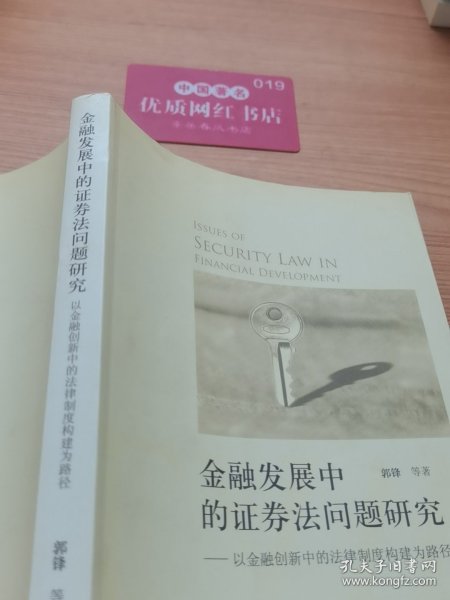 019
中国著名
优质网红书店
金融发展中的证券法问题研究
以金融创新中的法律制度构建为路径
郭锋 等
ISSUES OF
SECURITY LAW IN
FINANCIAL DEVELOPMENT
金融发展中
郭锋 等著
的证券法问题研究
——以金融创新中的法律制度构建为路径
孔夫子旧书网
www.kongfz.com